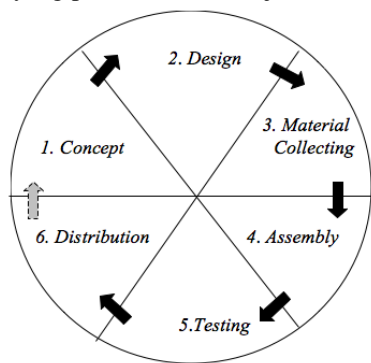 1. Concept
2. Design
3. Material
Collecting
4. Assembly
5.Testing
6. Distribution